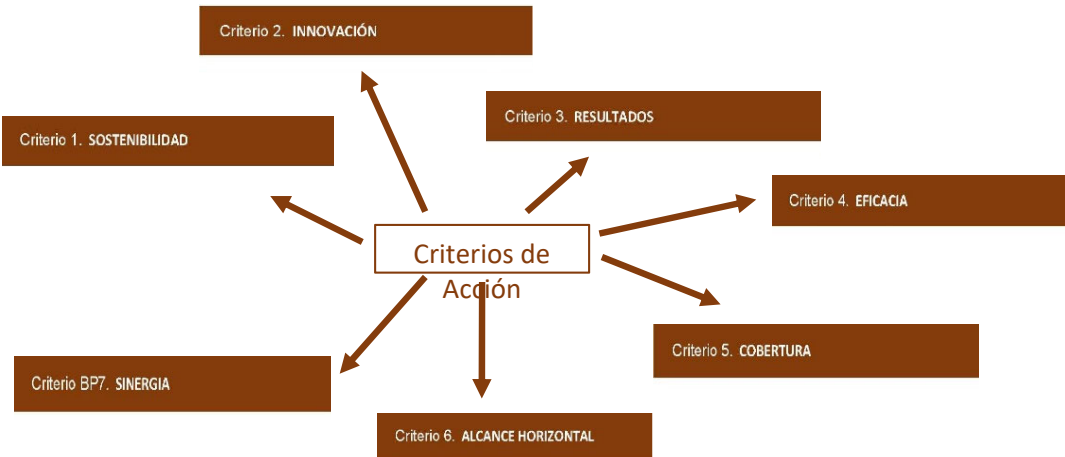 Criterio 2. INNOVACIÓN
Criterio 3. RESULTADOS
Criterio 1. SOSTENIBILIDAD
Criterio 4. EFICACIA
Criterios de
Acción
Criterio 5. COBERTURA
Criterio BP7. SINERGIA
Criterio 6. ALCANCE HORIZONTAL